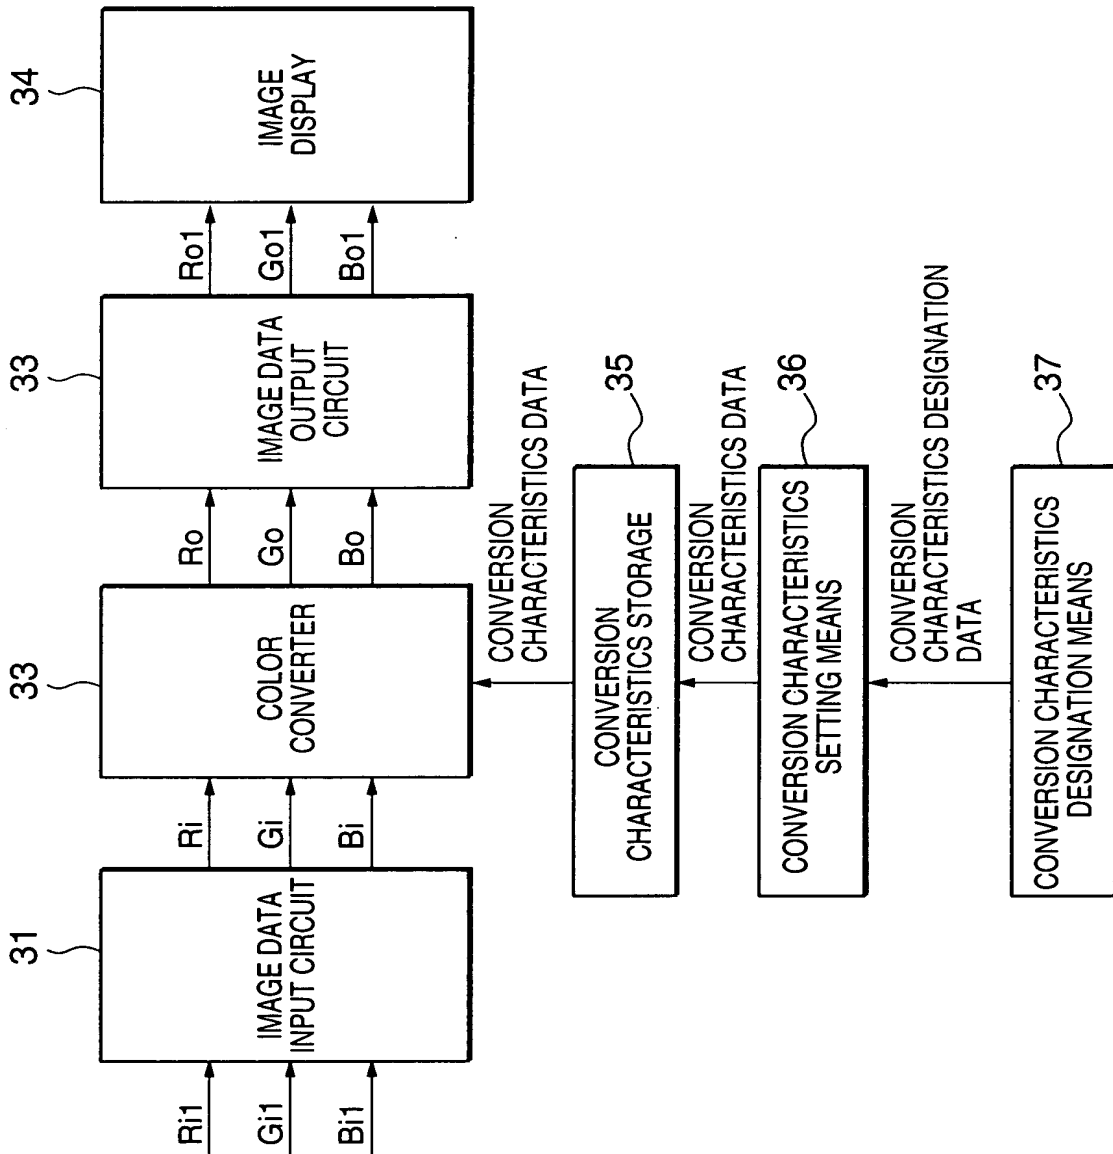 31
33
33
34
Ri1
Gi1
Bi1
IMAGE DATA
INPUT CIRCUIT
Ri
Gi
Bi
COLOR
CONVERTER
Ro
Go
Bo
IMAGE DATA
OUTPUT
CIRCUIT
Ro1
Go1
Bo1
IMAGE
DISPLAY
CONVERSION
CHARACTERISTICS DATA
CONVERSION
CHARACTERISTICS STORAGE
35
CONVERSION
CHARACTERISTICS DATA
CONVERSION CHARACTERISTICS
SETTING MEANS
36
CONVERSION
CHARACTERISTICS DESIGNATION
DATA
CONVERSION CHARACTERISTICS
DESIGNATION MEANS
37